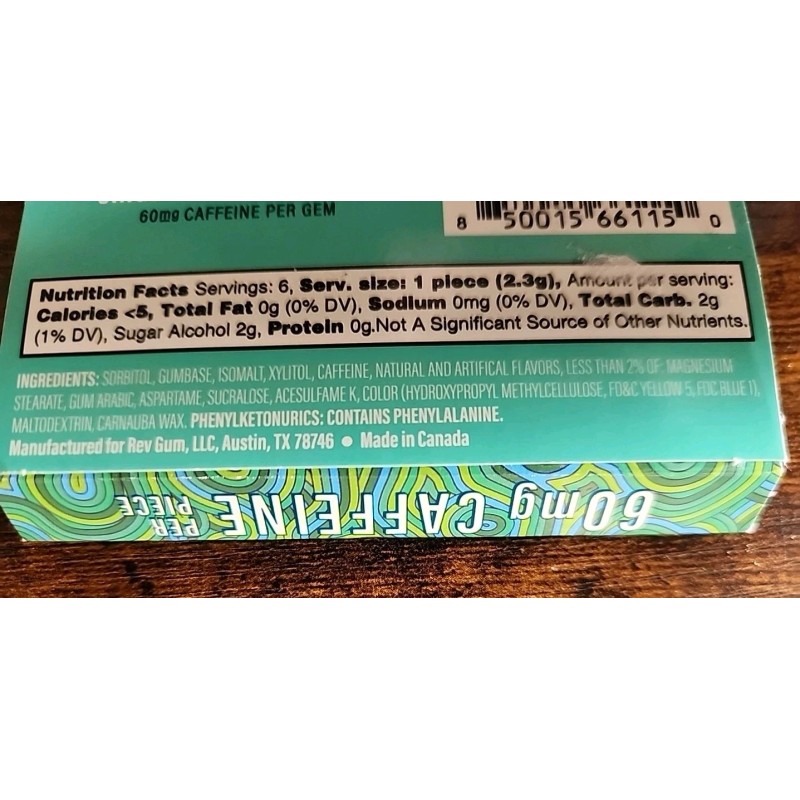 60mg CAFFEINE PER GEM
8 50015 66115 0
Nutrition Facts Servings: 6, Serv. size: 1 piece (2.3g), Amount per serving:
Calories <5, Total Fat 0g (0% DV), Sodium 0mg (0% DV), Total Carb. 2g
(1% DV), Sugar Alcohol 2g, Protein 0g.Not A Significant Source of Other Nutrients.
INGREDIENTS: SORBITOL, GUMBASE, ISOMALT, XYLITOL, CAFFEINE, NATURAL AND ARTIFICAL FLAVORS, LESS THAN 2% OF: MAGNESIUM
STEARATE, GUM ARABIC, ASPARTAME, SUCRALOSE, ACESULFAME K, COLOR (HYDROXYPROPYL METHYLCELLULOSE, FD&C YELLOW 5, FDC BLUE 1),
MALTODEXTRIN, CARNAUBA WAX. PHENYLKETONURICS: CONTAINS PHENYLALANINE.
Manufactured for Rev Gum, LLC, Austin, TX 78746 ● Made in Canada
60mg CAFFEINE PER
PIECE